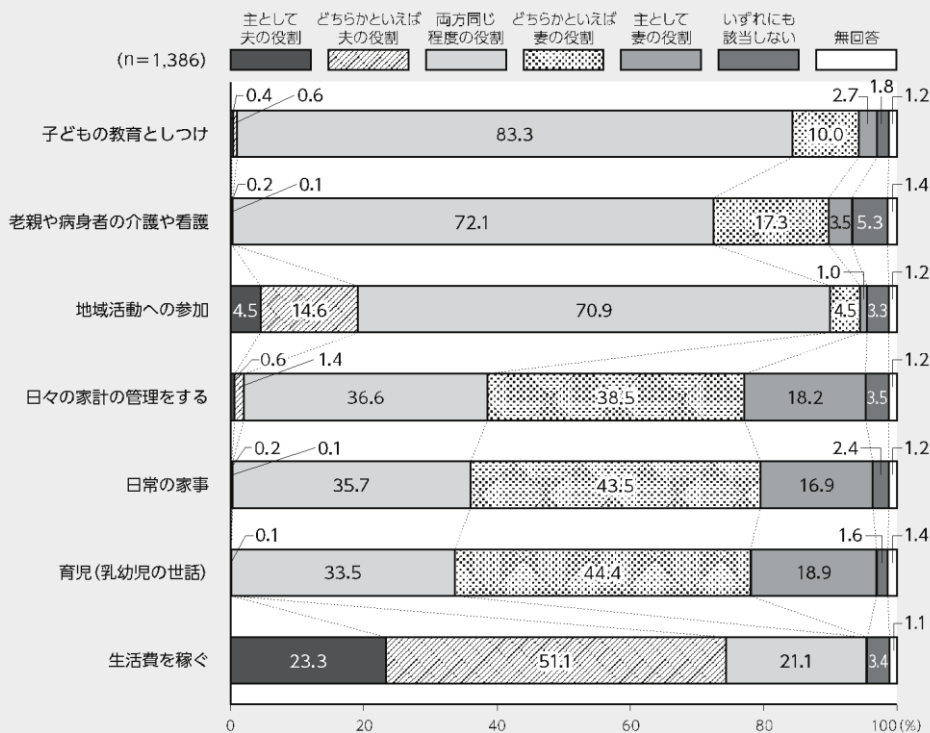 主として
夫の役割
どちらかといえば
夫の役割
両方同じ
程度の役割
どちらかといえば
妻の役割
主として
妻の役割
いずれにも
該当しない
無回答
(n=1,386)
0.4 0.6 2.7 1.8 1.2
子どもの教育としつけ 83.3 10.0
0.2 0.1 1.4
老親や病身者の介護や看護 72.1 17.3 3.5 5.3
1.0 1.2
地域活動への参加 4.5 14.6 70.9 4.5 3.3
0.6 1.4 1.2
日々の家計の管理をする 36.6 38.5 18.2 3.5
0.2 0.1 2.4 1.2
日常の家事 35.7 43.5 16.9
0.1 1.6 1.4
育児(乳幼児の世話) 33.5 44.4 18.9
1.1
生活費を稼ぐ 23.3 51.1 21.1 3.4
0 20 40 60 80 100(%)